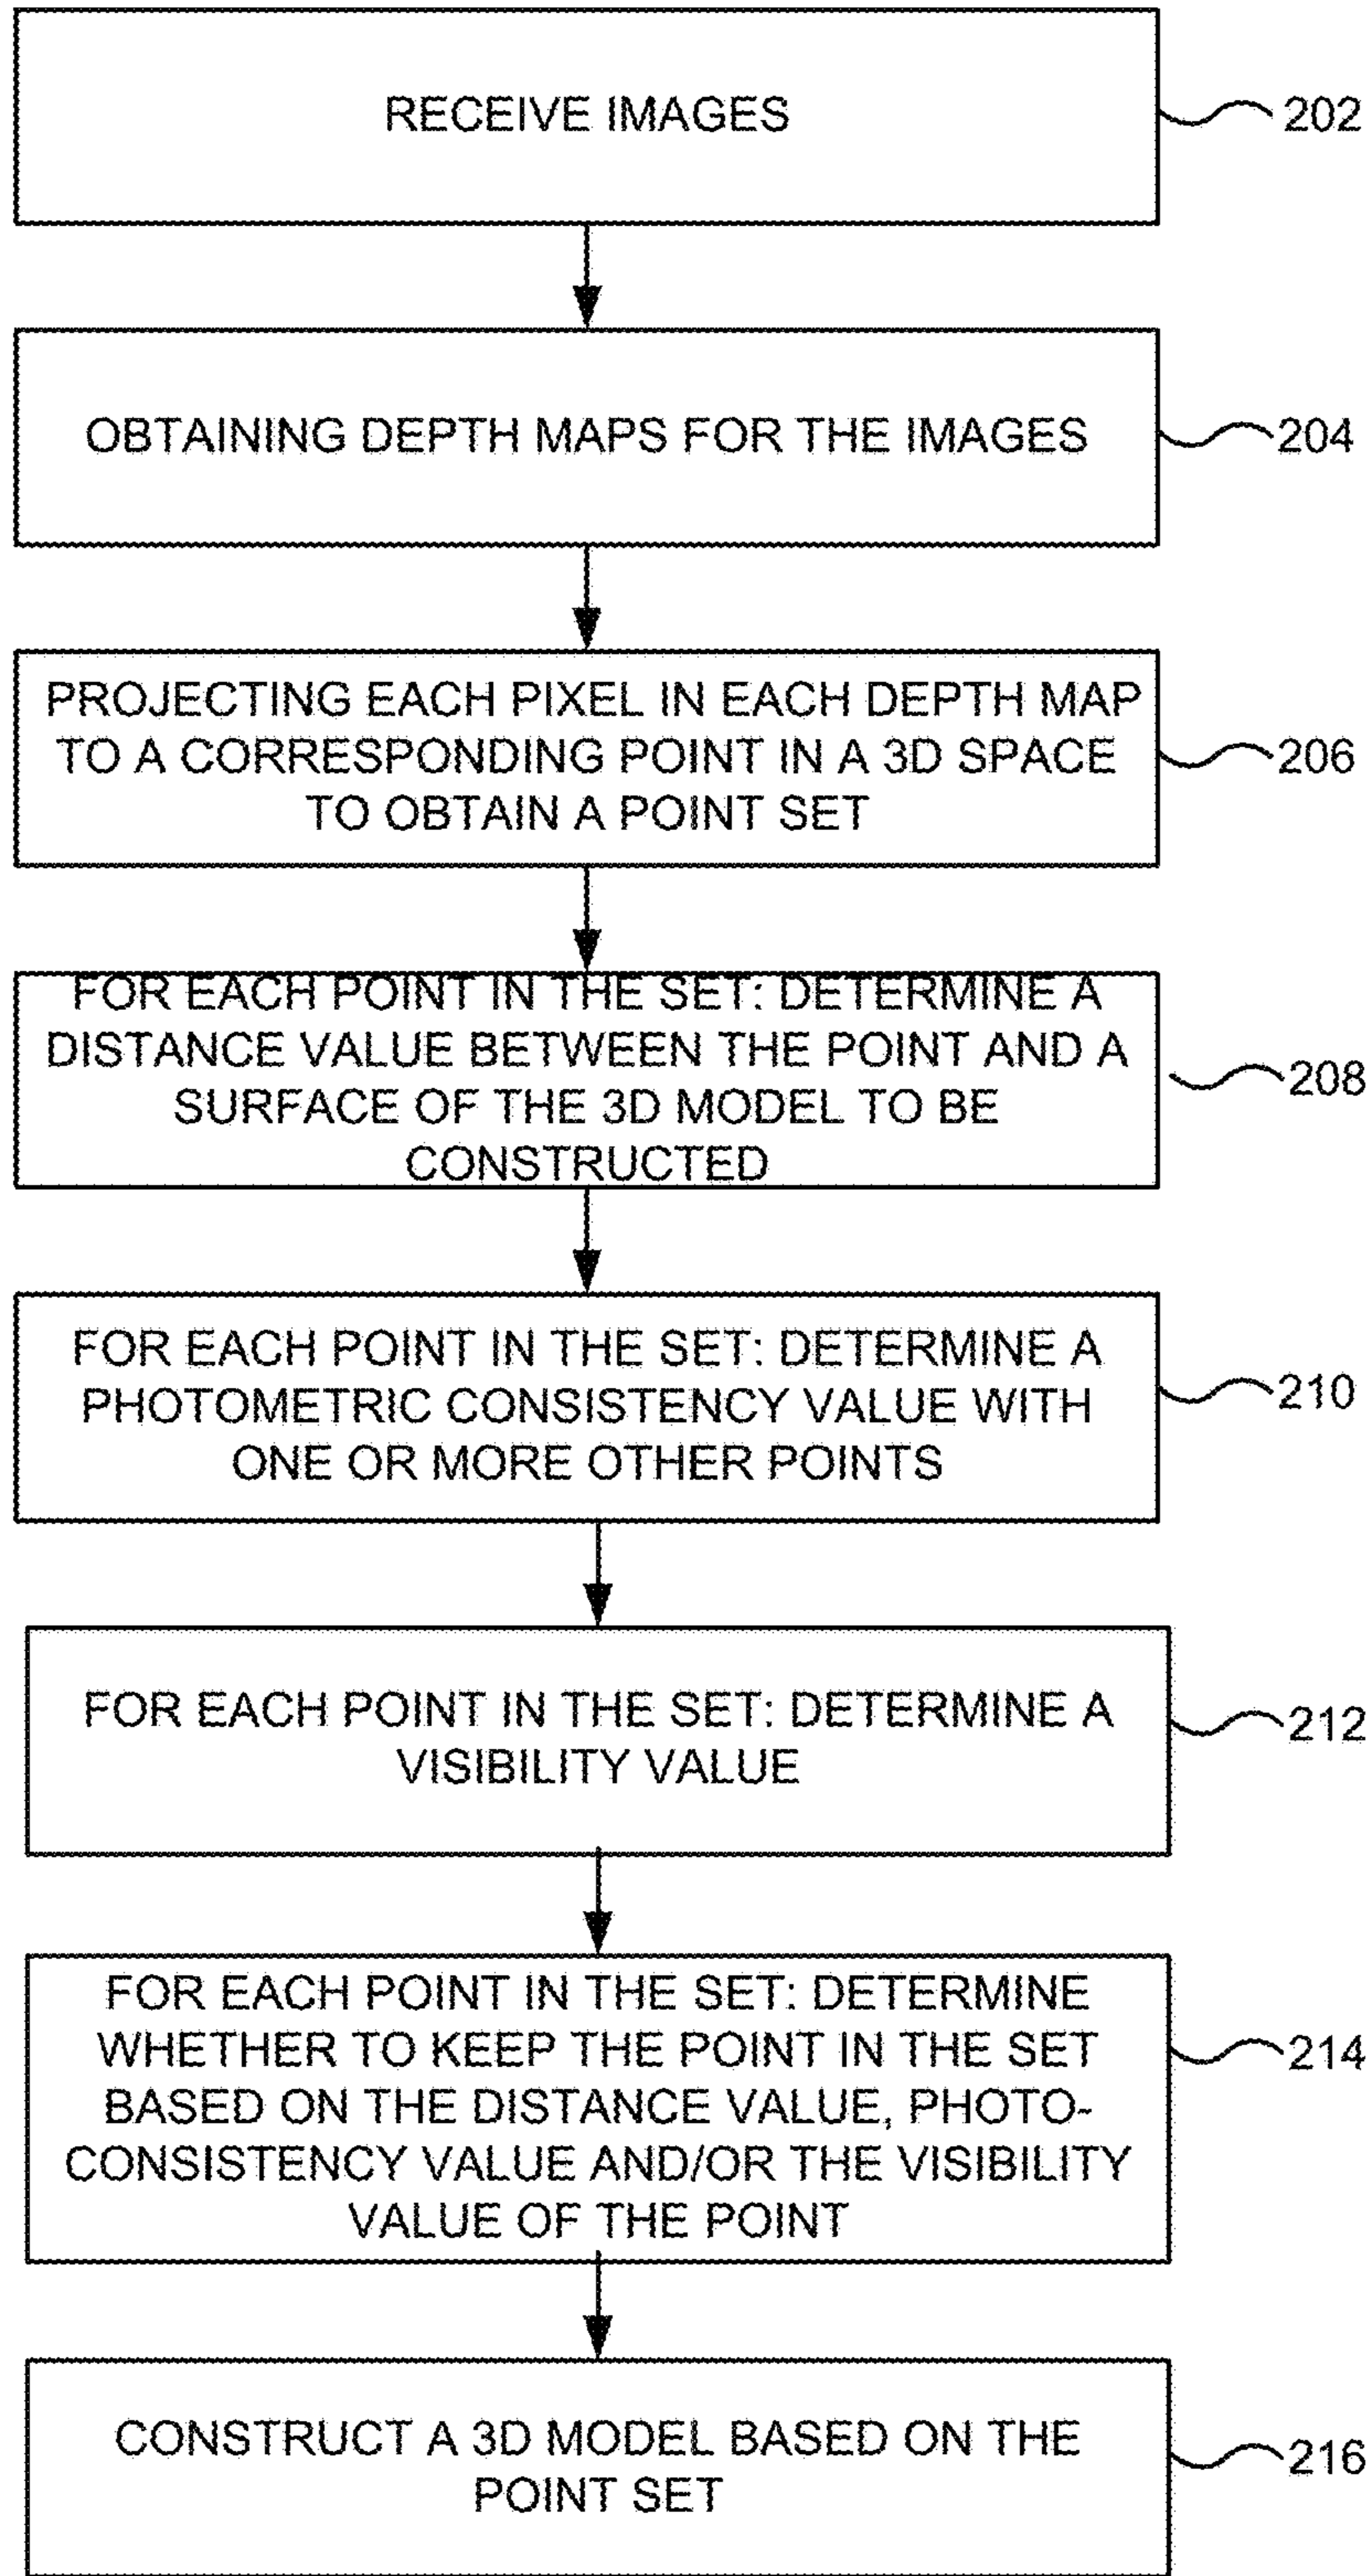 RECEIVE IMAGES
202
OBTAINING DEPTH MAPS FOR THE IMAGES
204
PROJECTING EACH PIXEL IN EACH DEPTH MAP
TO A CORRESPONDING POINT IN A 3D SPACE
TO OBTAIN A POINT SET
206
FOR EACH POINT IN THE SET: DETERMINE A
DISTANCE VALUE BETWEEN THE POINT AND A
SURFACE OF THE 3D MODEL TO BE
CONSTRUCTED
208
FOR EACH POINT IN THE SET: DETERMINE A
PHOTOMETRIC CONSISTENCY VALUE WITH
ONE OR MORE OTHER POINTS
210
FOR EACH POINT IN THE SET: DETERMINE A
VISIBILITY VALUE
212
FOR EACH POINT IN THE SET: DETERMINE
WHETHER TO KEEP THE POINT IN THE SET
BASED ON THE DISTANCE VALUE, PHOTO-
CONSISTENCY VALUE AND/OR THE VISIBILITY
VALUE OF THE POINT
214
CONSTRUCT A 3D MODEL BASED ON THE
POINT SET
216